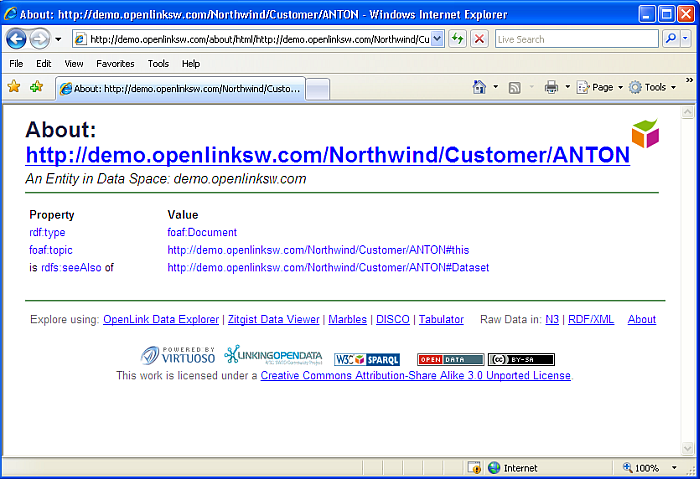 About: http://demo.openlinksw.com/Northwind/Customer/ANTON - Windows Internet Explorer
http://demo.openlinksw.com/about/html/http://demo.openlinksw.com/Northwind/Cu
Live Search
File Edit View Favorites Tools Help
About: http://demo.openlinksw.com/Northwind/Custo...
Page Tools
About:
http://demo.openlinksw.com/Northwind/Customer/ANTON
An Entity in Data Space: demo.openlinksw.com
Property Value
rdf:type foaf:Document
foaf:topic http://demo.openlinksw.com/Northwind/Customer/ANTON#this
is rdfs:seeAlso of http://demo.openlinksw.com/Northwind/Customer/ANTON#Dataset
Explore using: OpenLink Data Explorer | Zitgist Data Viewer | Marbles | DISCO | Tabulator Raw Data in: N3 | RDF/XML About
POWERED BY
VIRTUOSO LINKINGOPENDATA W3C SPARQL OPEN DATA CC BY-SA
This work is licensed under a Creative Commons Attribution-Share Alike 3.0 Unported License.
Internet 100%